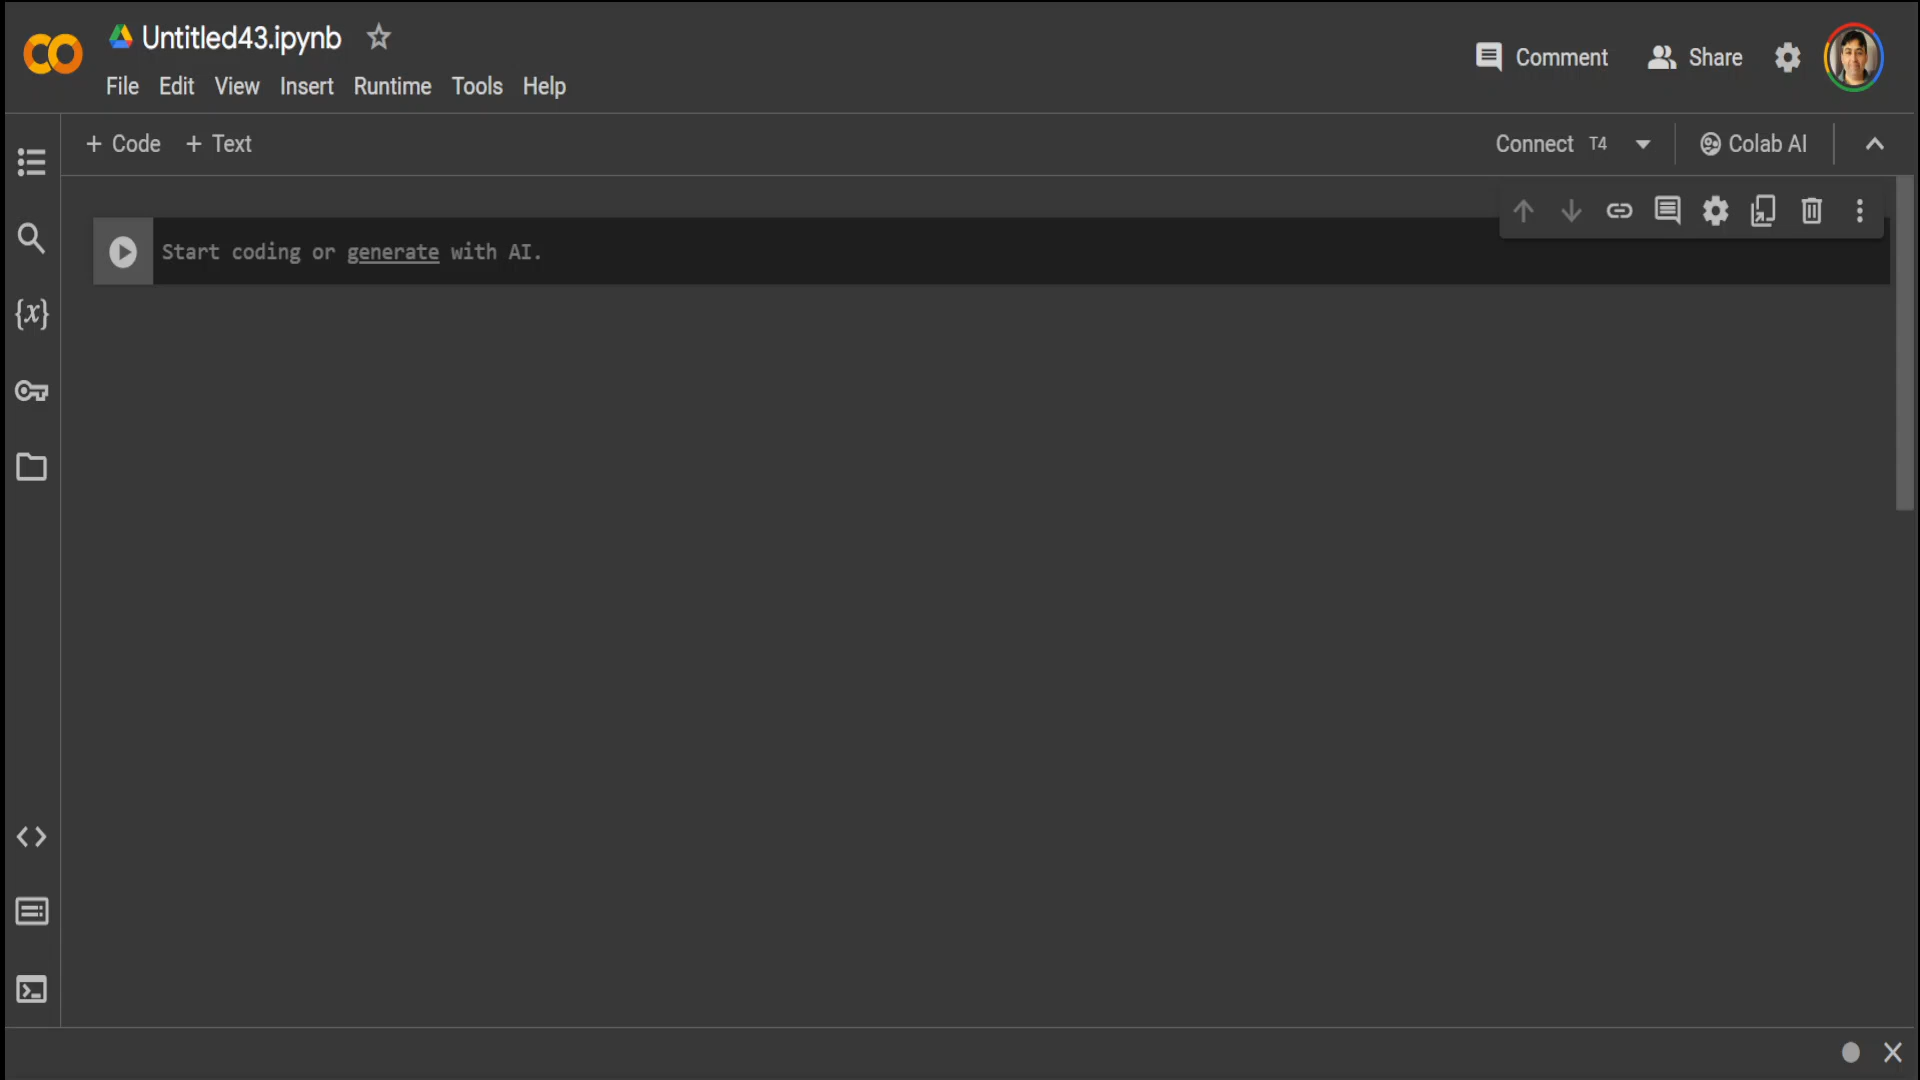 Untitled43.ipynb
File Edit View Insert Runtime Tools Help
Comment Share
+ Code + Text
Connect T4 Colab AI
Start coding or generate with AI.
{x}